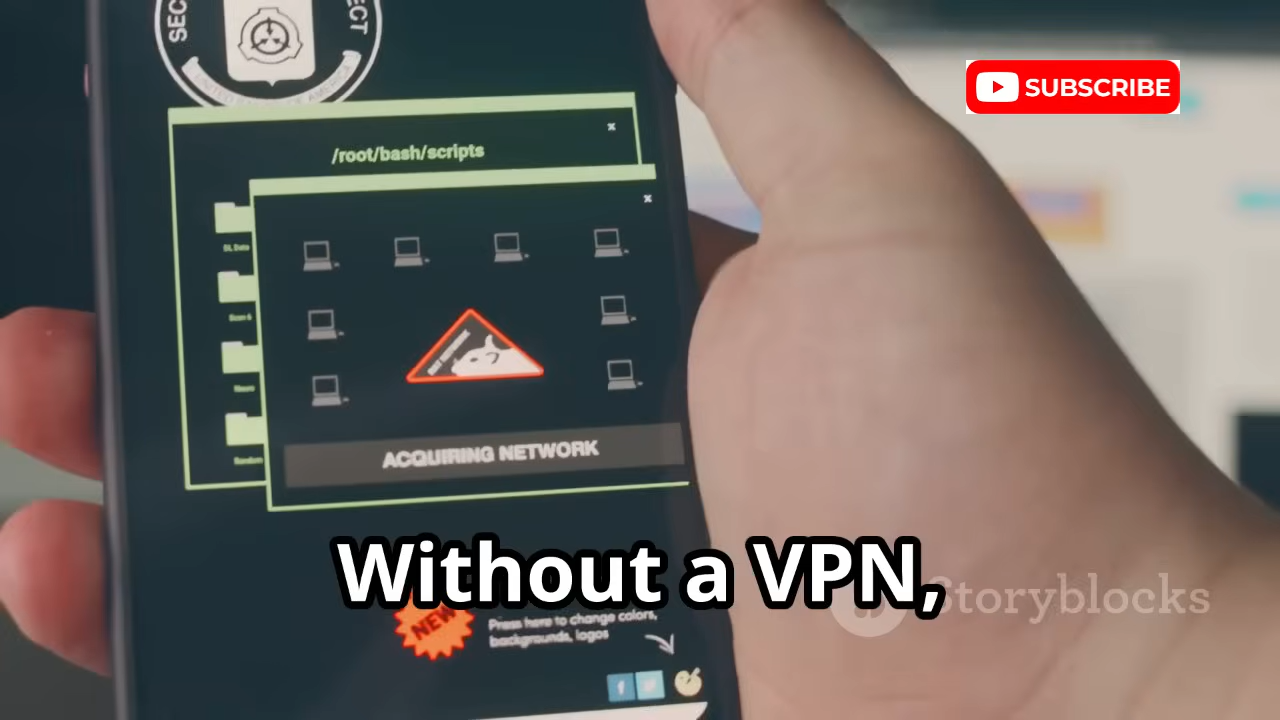 SUBSCRIBE
/root/bash/scripts
x
x
ACQUIRING NETWORK
Without a VPN,
Storyblocks
NEW
Press here to change colors,
backgrounds, logos